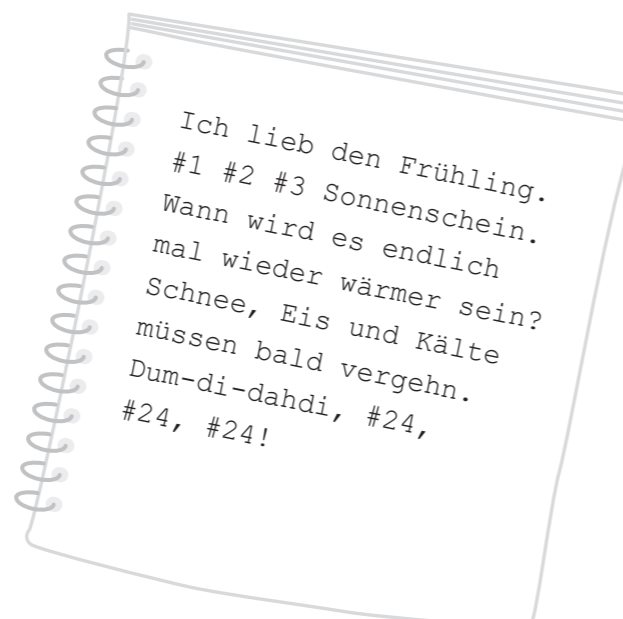 Ich lieb den Frühling.
#1 #2 #3 Sonnenschein.
Wann wird es endlich
mal wieder wärmer sein?
Schnee, Eis und Kälte
müssen bald vergehn.
Dum-di-dahdi, #24,
#24, #24!